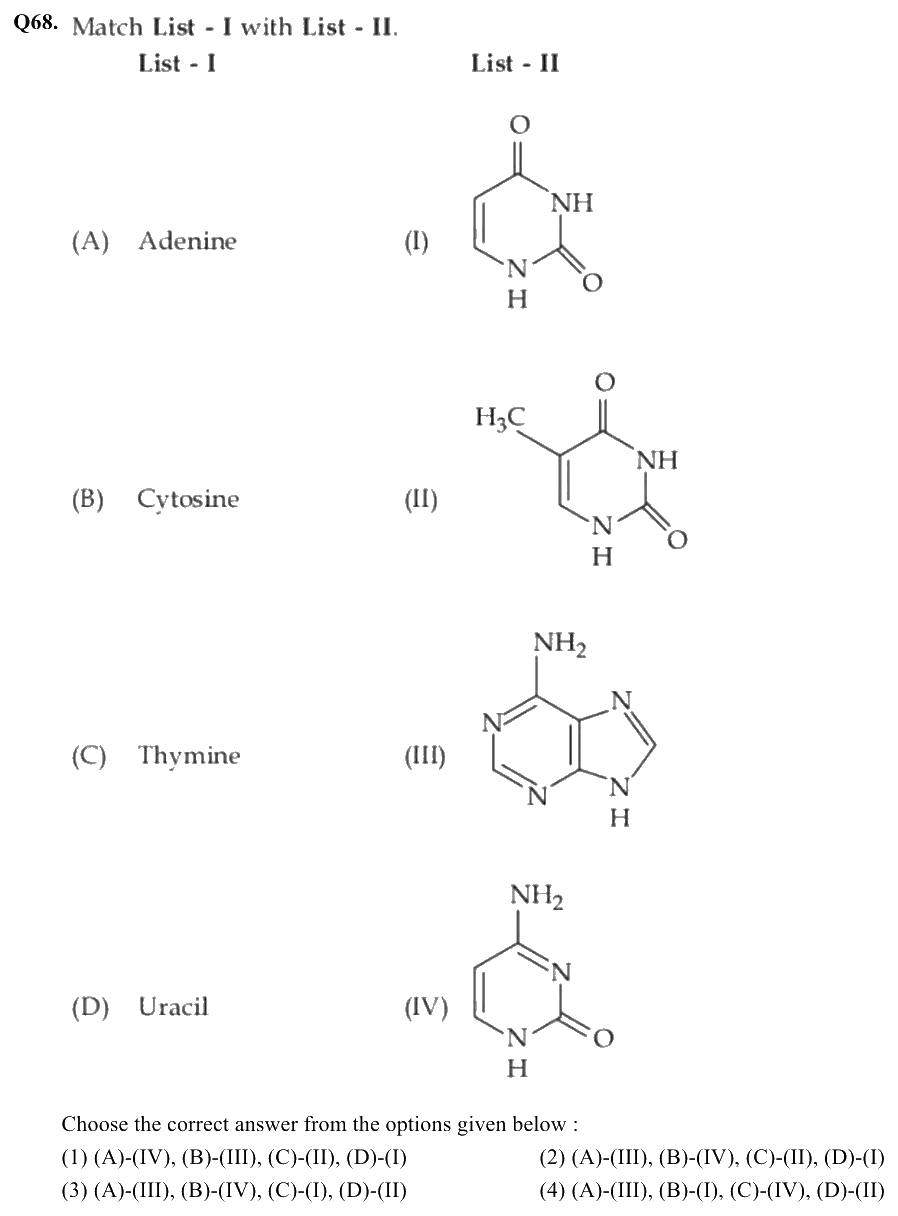 Q68. Match List - I with List - II.
List - I List - II
O
NH
(A) Adenine (I)
N
H
O
O
H₃C
NH
(B) Cytosine (II)
N
H
O
NH₂
N
N
(C) Thymine (III)
N
N
H
NH₂
N
(D) Uracil (IV)
N
H
O
Choose the correct answer from the options given below :
(1) (A)-(IV), (B)-(III), (C)-(II), (D)-(I) (2) (A)-(III), (B)-(IV), (C)-(II), (D)-(I)
(3) (A)-(III), (B)-(IV), (C)-(I), (D)-(II) (4) (A)-(III), (B)-(I), (C)-(IV), (D)-(II)